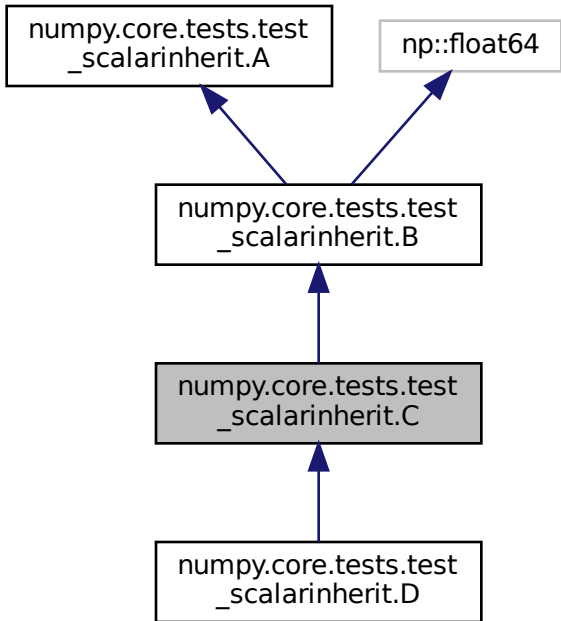 numpy.core.tests.test
_scalarinherit.A
np::float64
numpy.core.tests.test
_scalarinherit.B
numpy.core.tests.test
_scalarinherit.C
numpy.core.tests.test
_scalarinherit.D